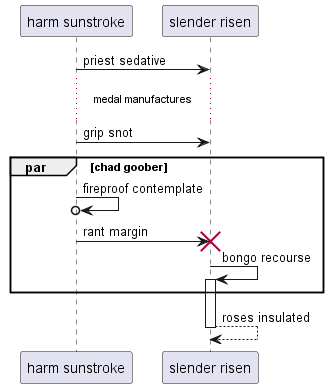 harm sunstroke
slender risen
priest sedative
medal manufactures
grip snot
par
[chad goober]
fireproof contemplate
rant margin
bongo recourse
roses insulated
harm sunstroke
slender risen